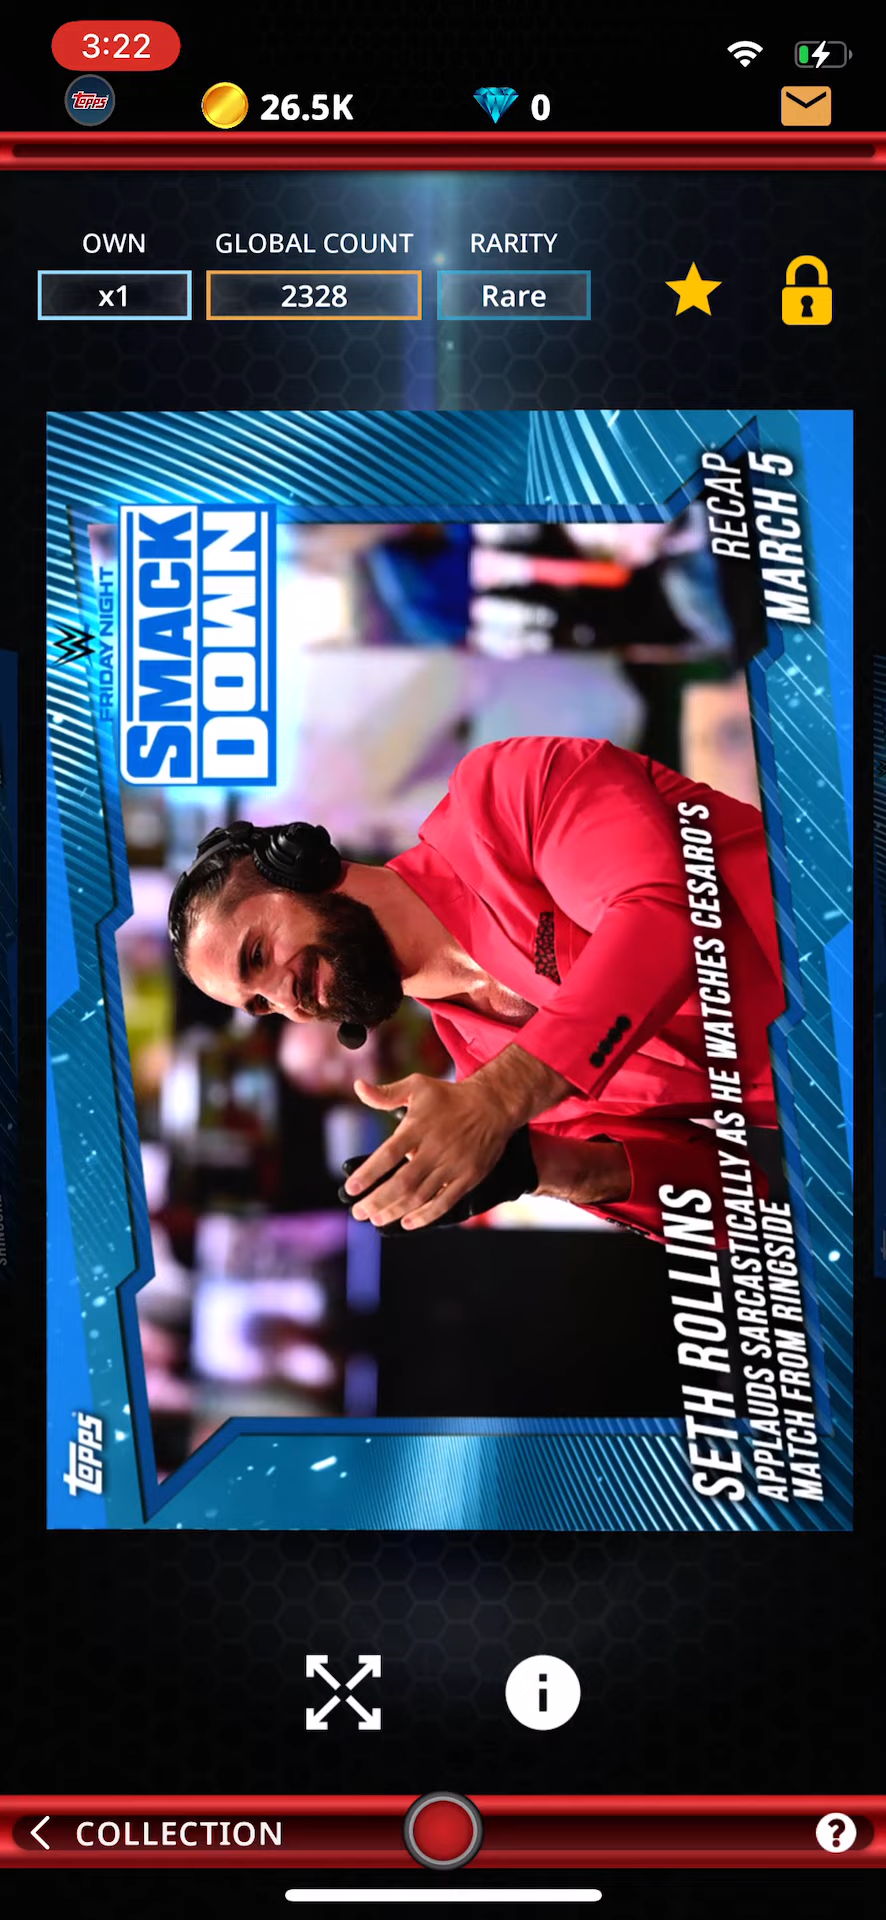 3:22
Topps
26.5K
0
OWN
GLOBAL COUNT
RARITY
x1
2328
Rare
W
FRIDAY NIGHT
SMACK
DOWN
RECAP
MARCH 5
Topps
SETH ROLLINS
APPLAUDS SARCASTICALLY AS HE WATCHES CESARO'S
MATCH FROM RINGSIDE
i
COLLECTION
?